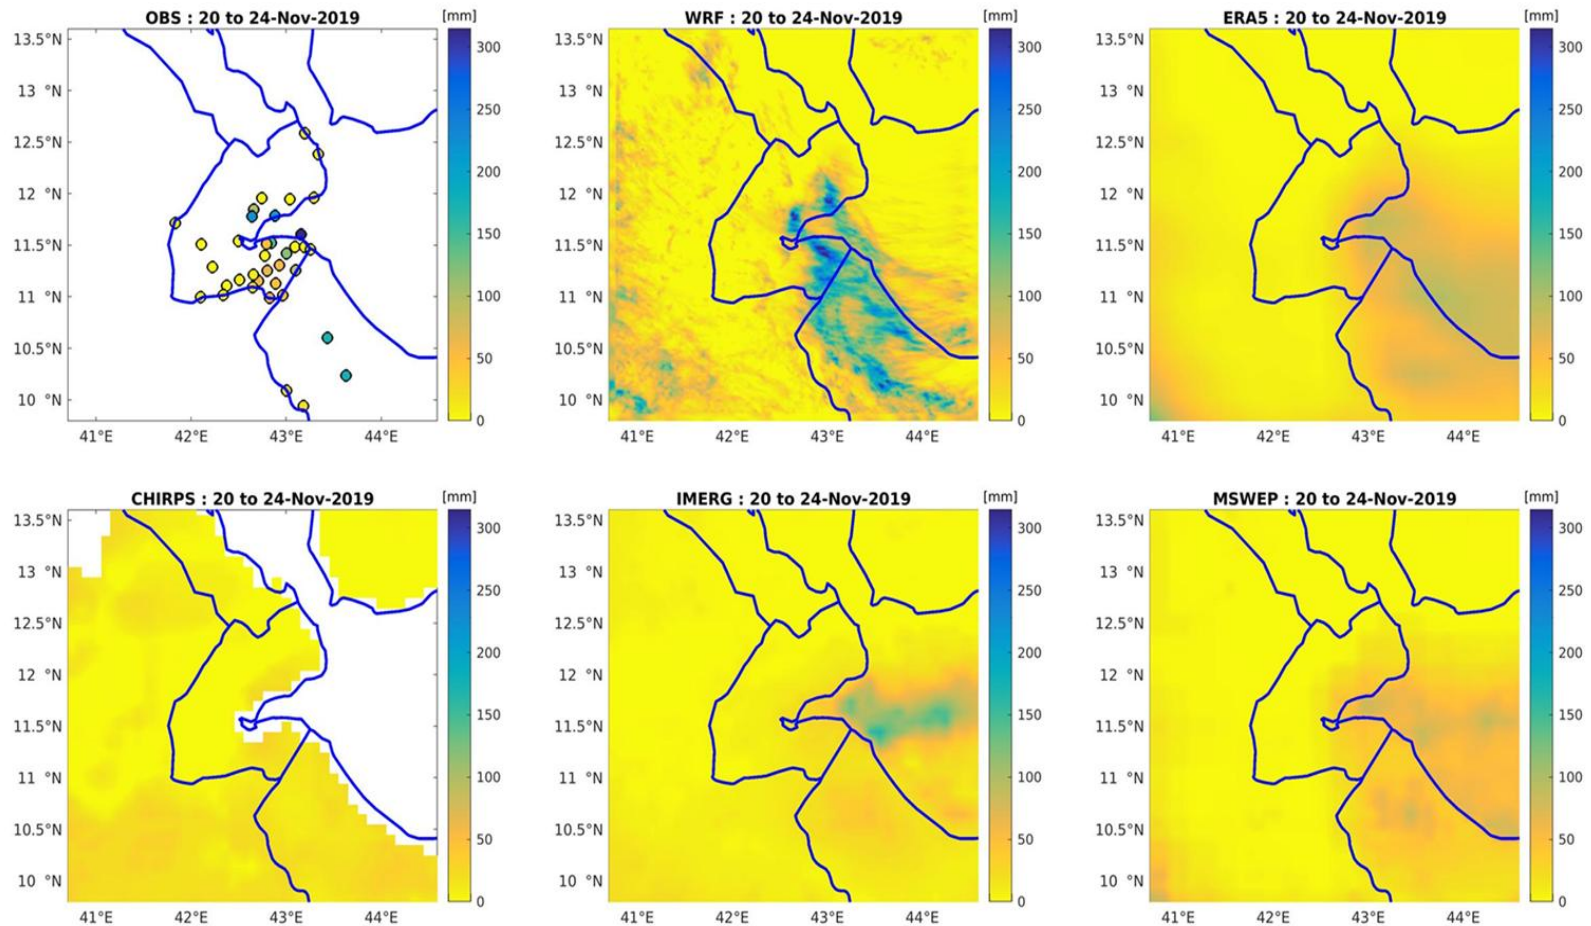 OBS : 20 to 24-Nov-2019
[mm]
WRF : 20 to 24-Nov-2019
[mm]
ERA5 : 20 to 24-Nov-2019
[mm]
13.5°N
13 °N
12.5°N
12 °N
11.5°N
11 °N
10.5°N
10 °N
41°E
42°E
43°E
44°E
300
250
200
150
100
50
0
13.5°N
13 °N
12.5°N
12 °N
11.5°N
11 °N
10.5°N
10 °N
41°E
42°E
43°E
44°E
300
250
200
150
100
50
0
13.5°N
13 °N
12.5°N
12 °N
11.5°N
11 °N
10.5°N
10 °N
41°E
42°E
43°E
44°E
300
250
200
150
100
50
0
CHIRPS : 20 to 24-Nov-2019
[mm]
IMERG : 20 to 24-Nov-2019
[mm]
MSWEP : 20 to 24-Nov-2019
[mm]
13.5°N
13 °N
12.5°N
12 °N
11.5°N
11 °N
10.5°N
10 °N
41°E
42°E
43°E
44°E
300
250
200
150
100
50
0
13.5°N
13 °N
12.5°N
12 °N
11.5°N
11 °N
10.5°N
10 °N
41°E
42°E
43°E
44°E
300
250
200
150
100
50
0
13.5°N
13 °N
12.5°N
12 °N
11.5°N
11 °N
10.5°N
10 °N
41°E
42°E
43°E
44°E
300
250
200
150
100
50
0